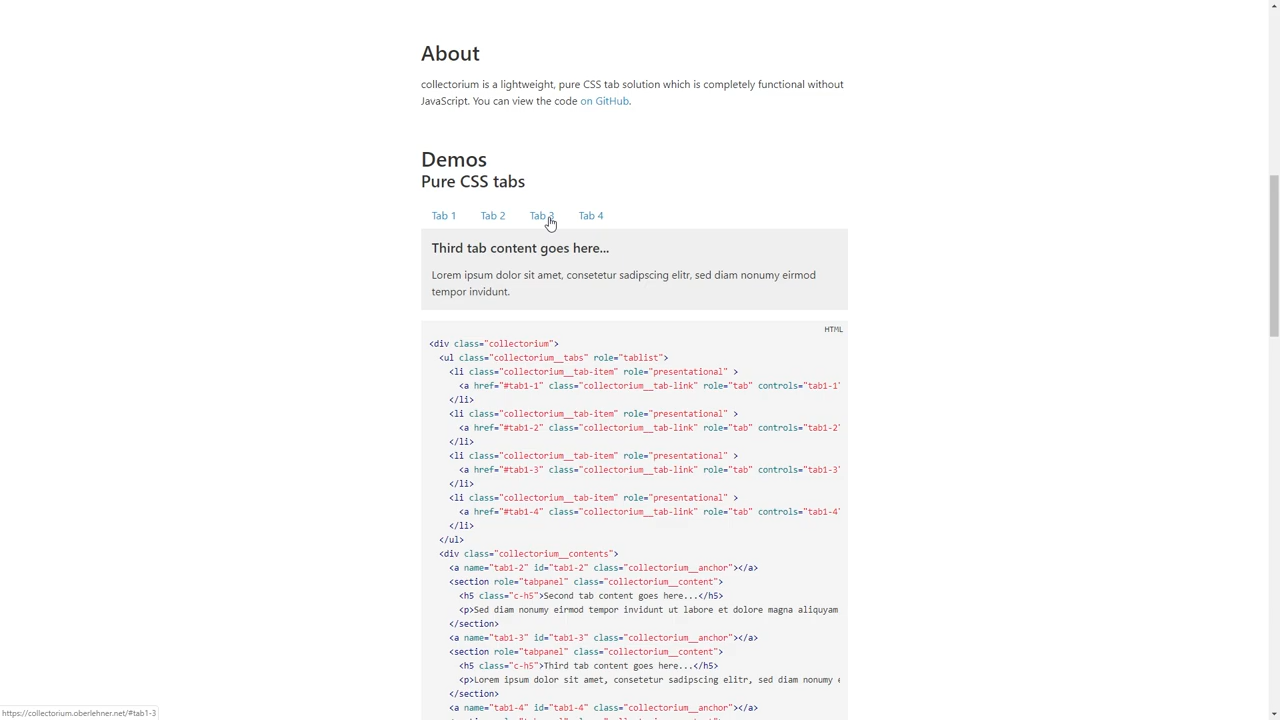 About
collectorium is a lightweight, pure CSS tab solution which is completely functional without
JavaScript. You can view the code on GitHub.
Demos
Pure CSS tabs
Tab 1 Tab 2 Tab 3 Tab 4
Third tab content goes here...
Lorem ipsum dolor sit amet, consetetur sadipscing elitr, sed diam nonumy eirmod
tempor invidunt.
HTML
<div class="collectorium">
<ul class="collectorium__tabs" role="tablist">
<li class="collectorium__tab-item" role="presentational" >
<a href="#tab1-1" class="collectorium__tab-link" role="tab" controls="tab1-1"
</li>
<li class="collectorium__tab-item" role="presentational" >
<a href="#tab1-2" class="collectorium__tab-link" role="tab" controls="tab1-2"
</li>
<li class="collectorium__tab-item" role="presentational" >
<a href="#tab1-3" class="collectorium__tab-link" role="tab" controls="tab1-3"
</li>
<li class="collectorium__tab-item" role="presentational" >
<a href="#tab1-4" class="collectorium__tab-link" role="tab" controls="tab1-4"
</li>
</ul>
<div class="collectorium__contents">
<a name="tab1-2" id="tab1-2" class="collectorium__anchor"></a>
<section role="tabpanel" class="collectorium__content">
<h5 class="c-h5">Second tab content goes here...</h5>
<p>Sed diam nonumy eirmod tempor invidunt ut labore et dolore magna aliquyam
</section>
<a name="tab1-3" id="tab1-3" class="collectorium__anchor"></a>
<section role="tabpanel" class="collectorium__content">
<h5 class="c-h5">Third tab content goes here...</h5>
<p>Lorem ipsum dolor sit amet, consetetur sadipscing elitr, sed diam nonumy
</section>
<a name="tab1-4" id="tab1-4" class="collectorium__anchor"></a>
https://collectorium.oberlehner.net/#tab1-3